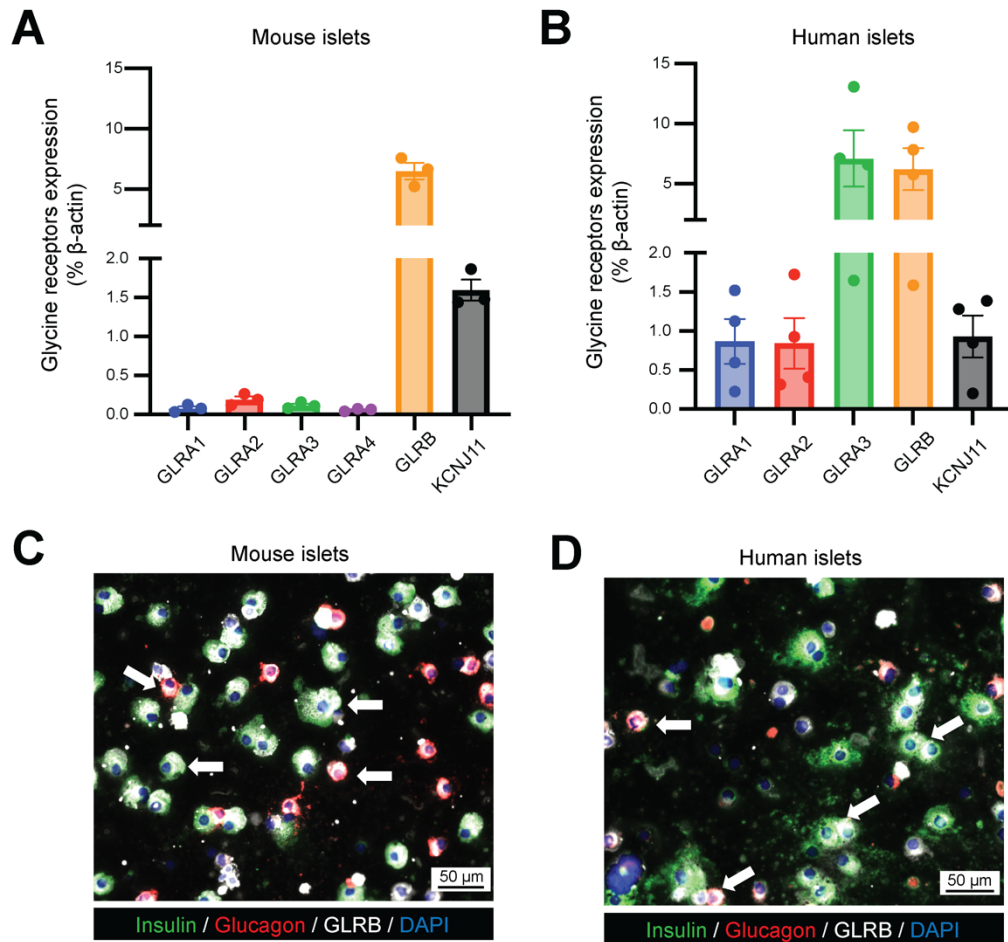 A
Mouse islets
Glycine receptors expression
(% β-actin)
15
10
5
2.0
1.5
1.0
0.5
0.0
GLRA1
GLRA2
GLRA3
GLRA4
GLRB
KCNJ11
B
Human islets
Glycine receptors expression
(% β-actin)
15
10
5
2.0
1.5
1.0
0.5
0.0
GLRA1
GLRA2
GLRA3
GLRB
KCNJ11
C
Mouse islets
50 µm
Insulin / Glucagon / GLRB / DAPI
D
Human islets
50 µm
Insulin / Glucagon / GLRB / DAPI